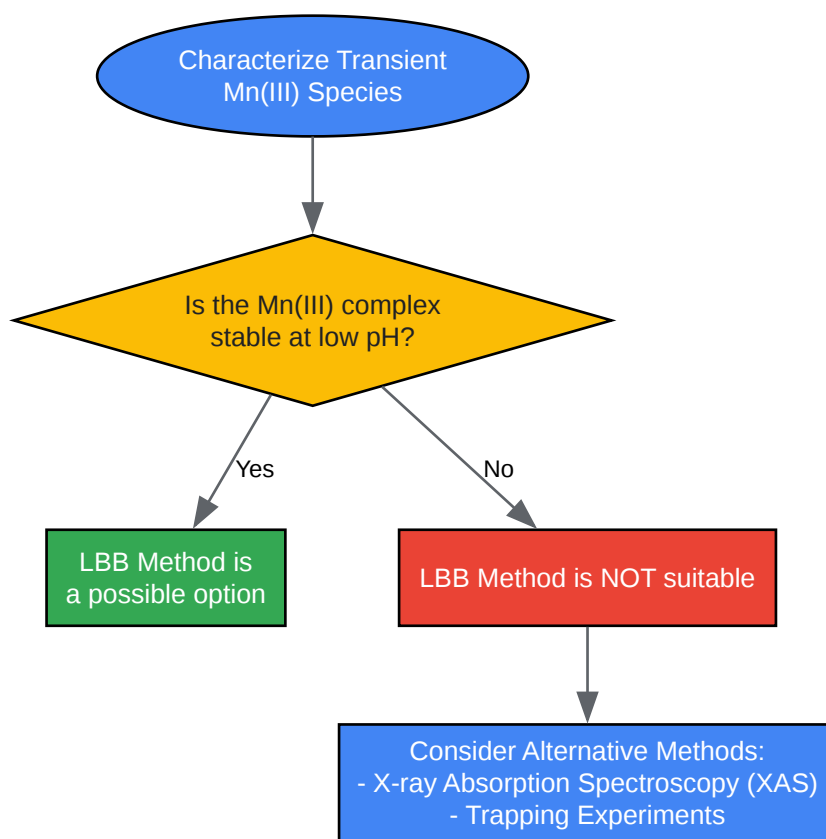 Characterize Transient
Mn(III) Species
Is the Mn(III) complex
stable at low pH?
Yes
No
LBB Method is
a possible option
LBB Method is NOT suitable
Consider Alternative Methods:
- X-ray Absorption Spectroscopy (XAS)
- Trapping Experiments